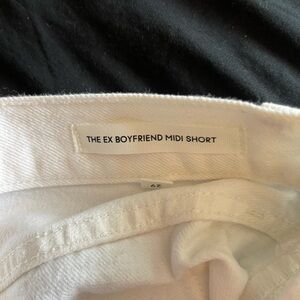 THE EX BOYFRIEND MIDI SHORT